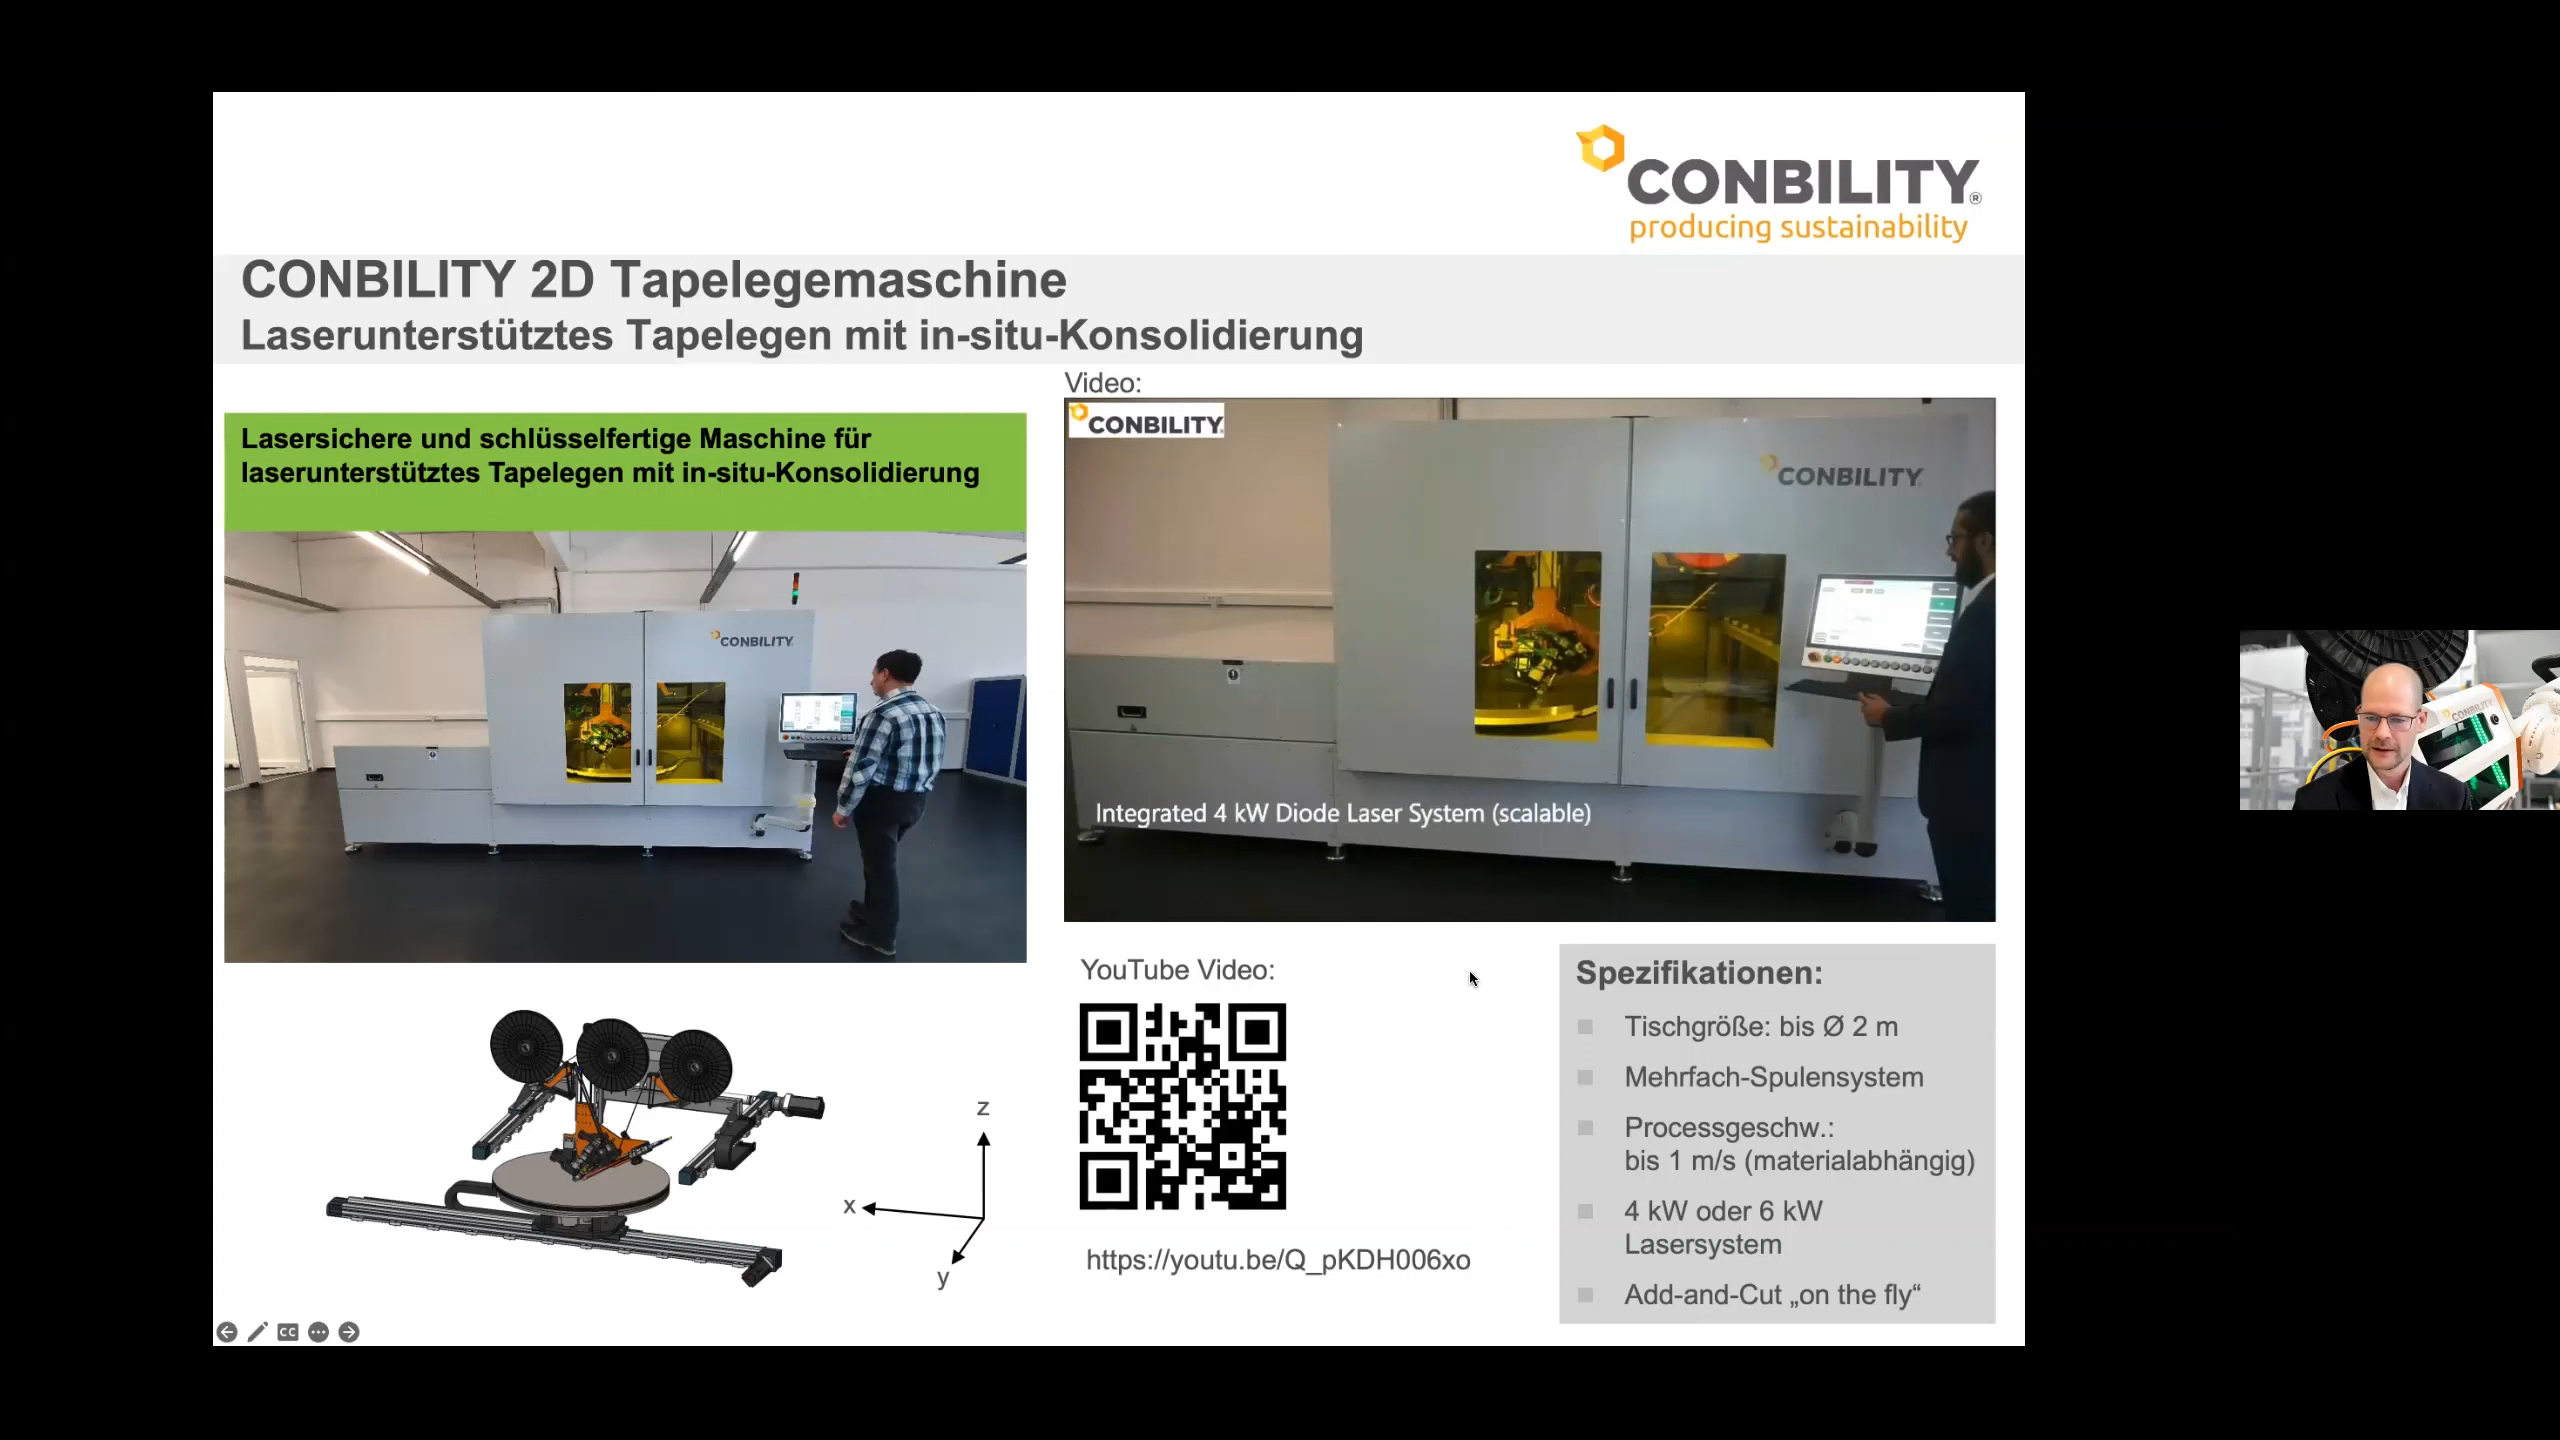 CONBILITY®
producing sustainability
CONBILITY 2D Tapelegemaschine
Laserunterstütztes Tapelegen mit in-situ-Konsolidierung
Lasersichere und schlüsselfertige Maschine für
laserunterstütztes Tapelegen mit in-situ-Konsolidierung
CONBILITY
Video:
CONBILITY
CONBILITY
Integrated 4 kW Diode Laser System (scalable)
z
x
y
YouTube Video:
https://youtu.be/Q_pKDH006xo
Spezifikationen:
Tischgröße: bis Ø 2 m
Mehrfach-Spulensystem
Processgeschw.:
bis 1 m/s (materialabhängig)
4 kW oder 6 kW
Lasersystem
Add-and-Cut „on the fly“
CC
CONBILITY